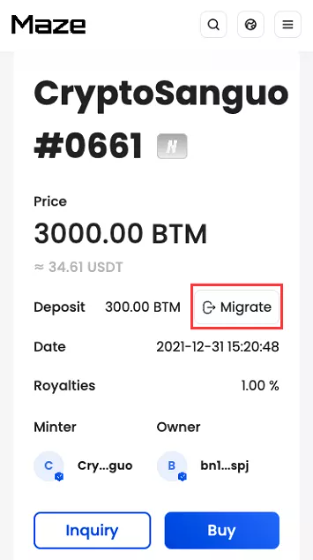 Maze
CryptoSanguo
#0661 N
Price
3000.00 BTM
≈ 34.61 USDT
Deposit 300.00 BTM Migrate
Date 2021-12-31 15:20:48
Royalties 1.00 %
Minter Owner
C Cry...guo B bn1...spj
Inquiry Buy